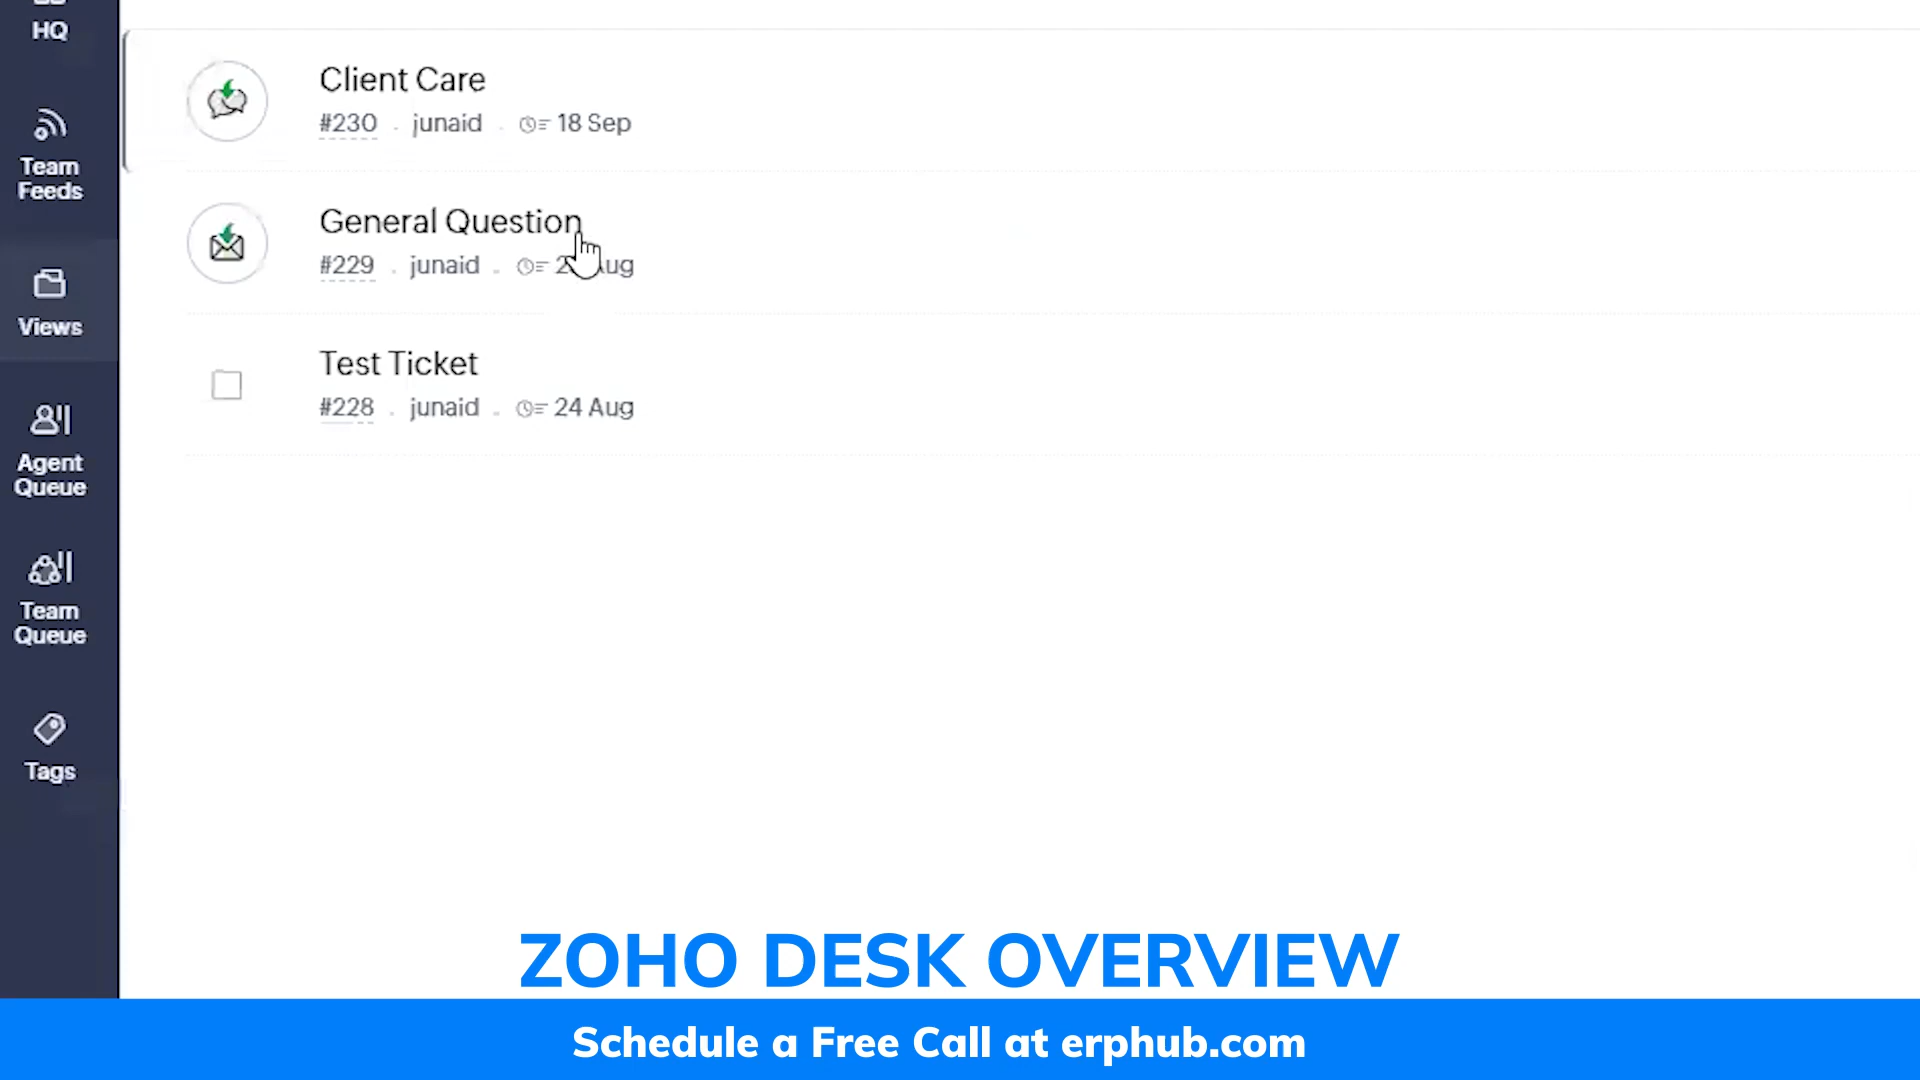 HQ
Team
Feeds
Views
Agent
Queue
Team
Queue
Tags
Client Care
#230 . junaid . 18 Sep
General Question
#229 . junaid .
Test Ticket
#228 . junaid . 24 Aug
ZOHO DESK OVERVIEW
Schedule a Free Call at erphub.com